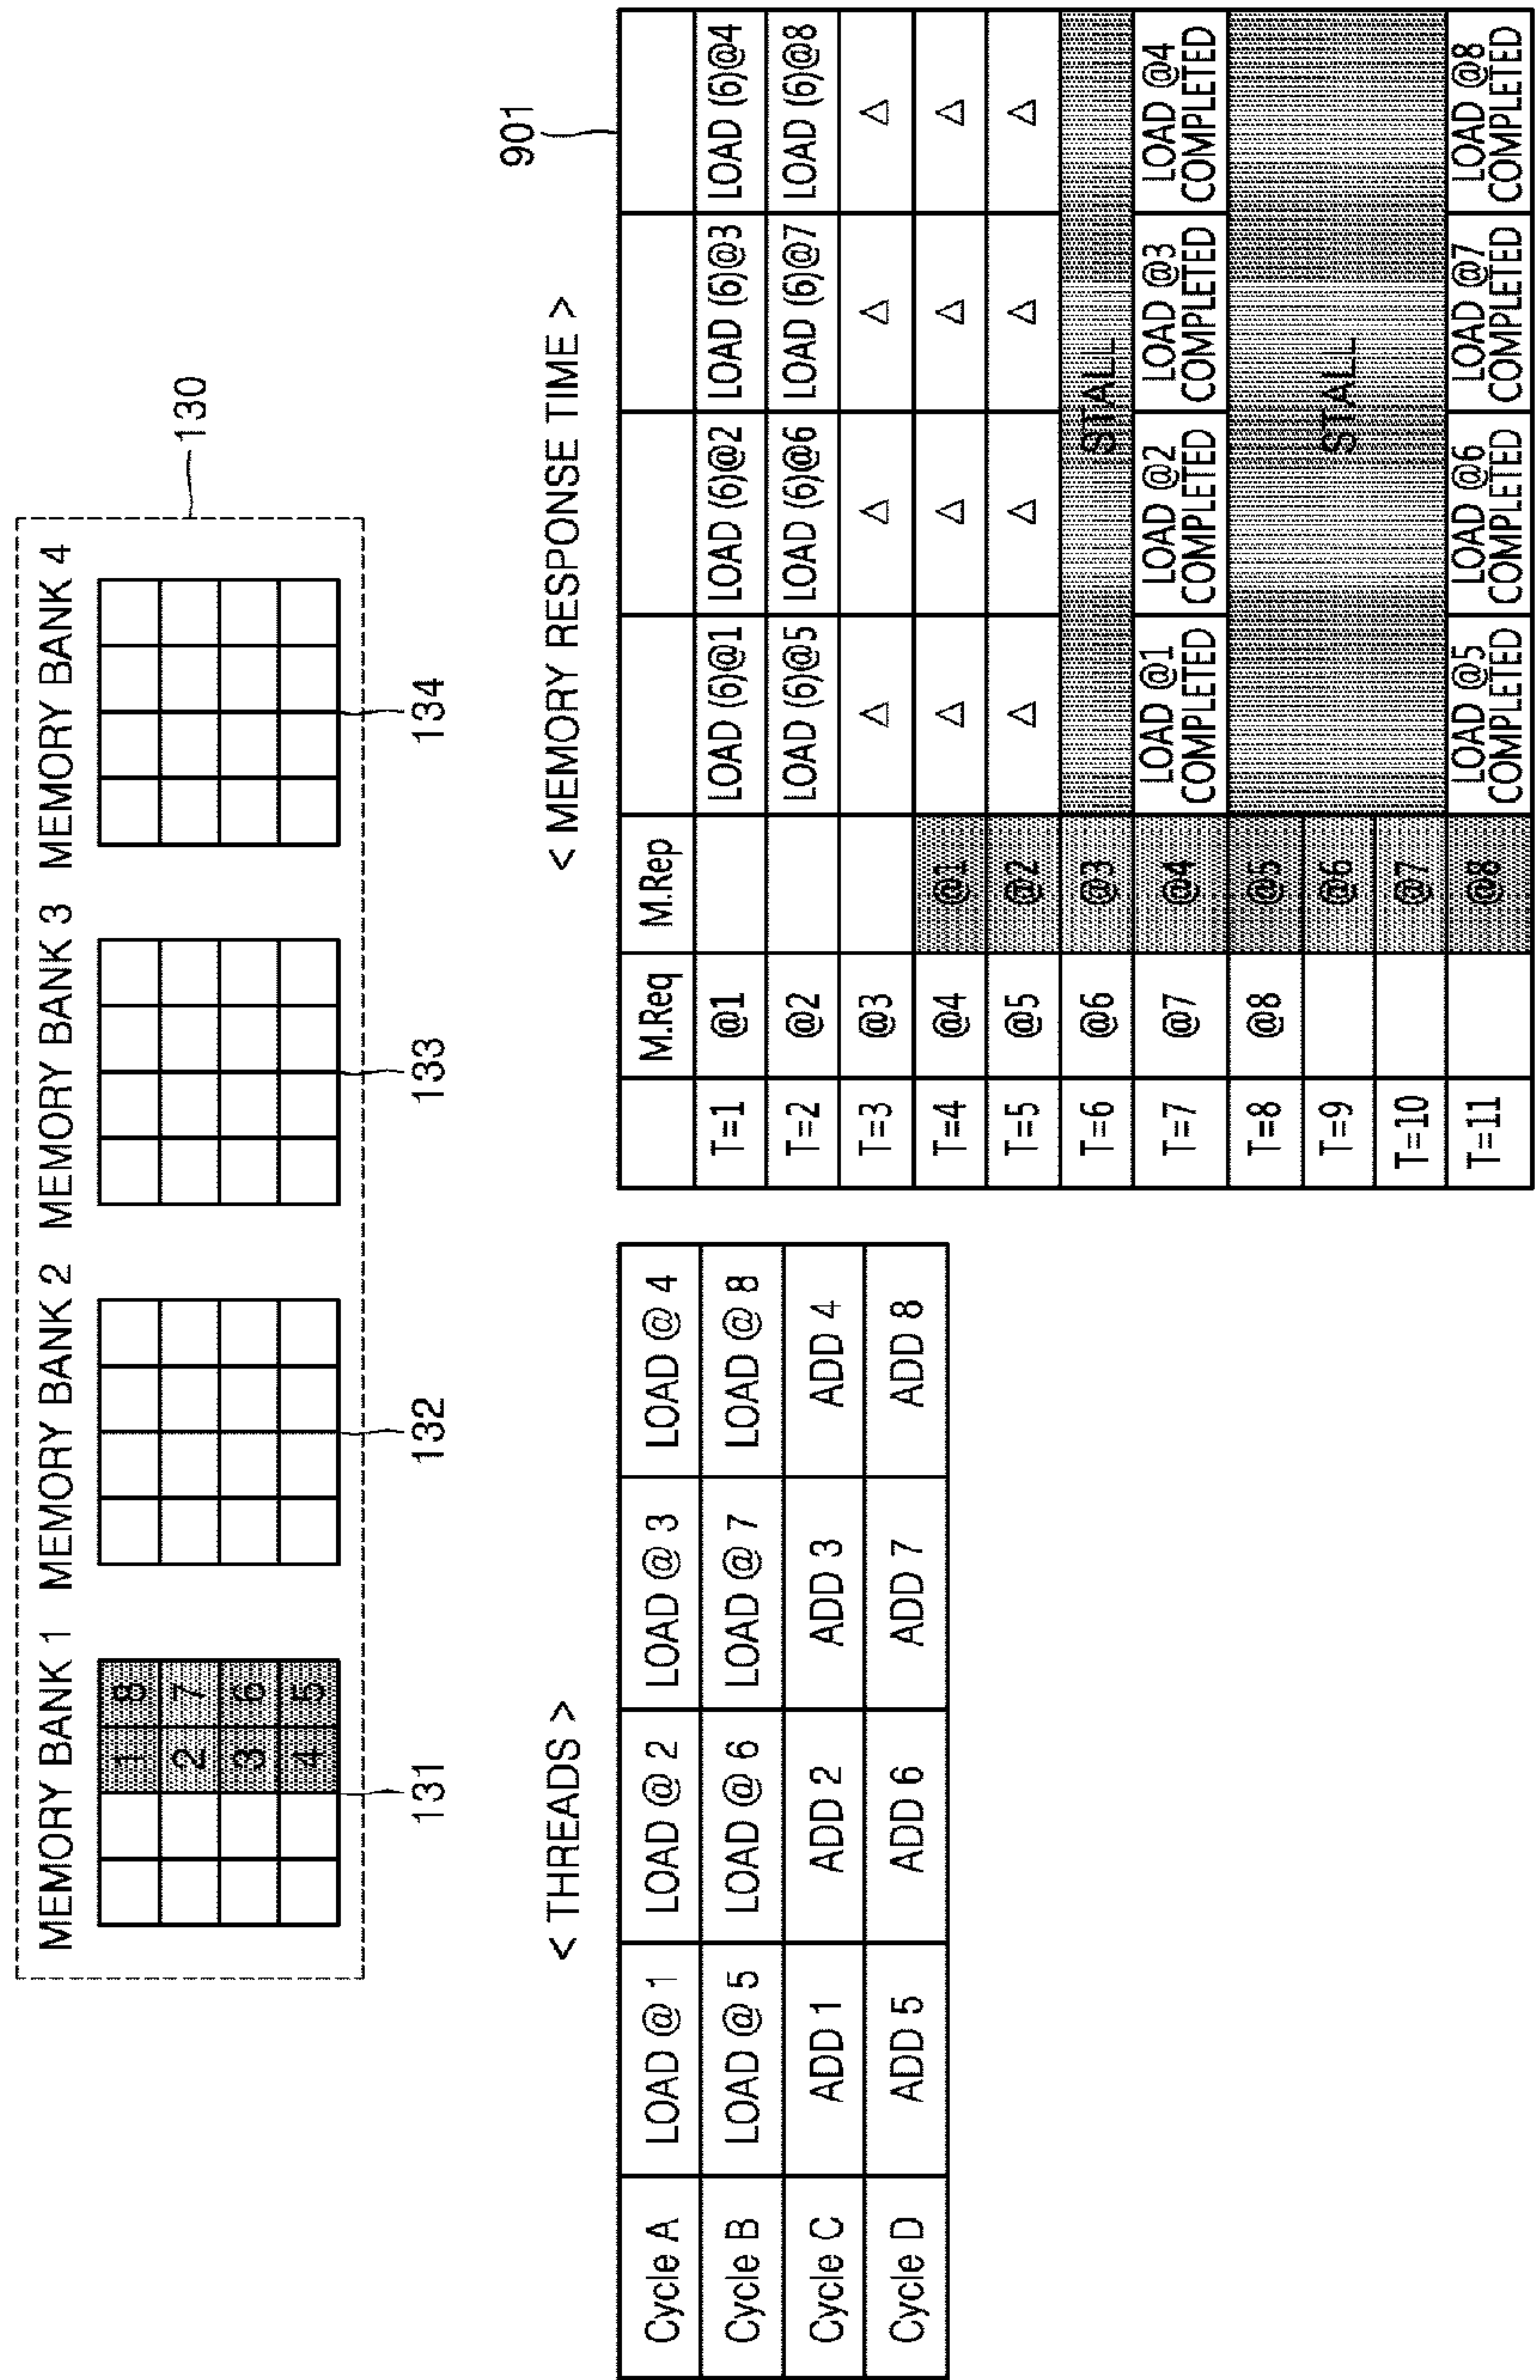 MEMORY BANK 1 MEMORY BANK 2 MEMORY BANK 3 MEMORY BANK 4
130
1 8
2 7
3 6
4 5
131 132 133 134
< THREADS >
Cycle A LOAD @ 1 LOAD @ 2 LOAD @ 3 LOAD @ 4
Cycle B LOAD @ 5 LOAD @ 6 LOAD @ 7 LOAD @ 8
Cycle C ADD 1 ADD 2 ADD 3 ADD 4
Cycle D ADD 5 ADD 6 ADD 7 ADD 8
< MEMORY RESPONSE TIME >
901
M.Req M.Rep
T=1 @1 LOAD (6)@1 LOAD (6)@2 LOAD (6)@3 LOAD (6)@4
T=2 @2 LOAD (6)@5 LOAD (6)@6 LOAD (6)@7 LOAD (6)@8
T=3 @3 △ △ △ △
T=4 @4 @1 △ △ △ △
T=5 @5 @2 △ △ △ △
T=6 @6 @3 STALL
T=7 @7 @4 LOAD @1 COMPLETED LOAD @2 COMPLETED LOAD @3 COMPLETED LOAD @4 COMPLETED
T=8 @8 @5
T=9 @6 STALL
T=10 @7
T=11 @8 LOAD @5 COMPLETED LOAD @6 COMPLETED LOAD @7 COMPLETED LOAD @8 COMPLETED